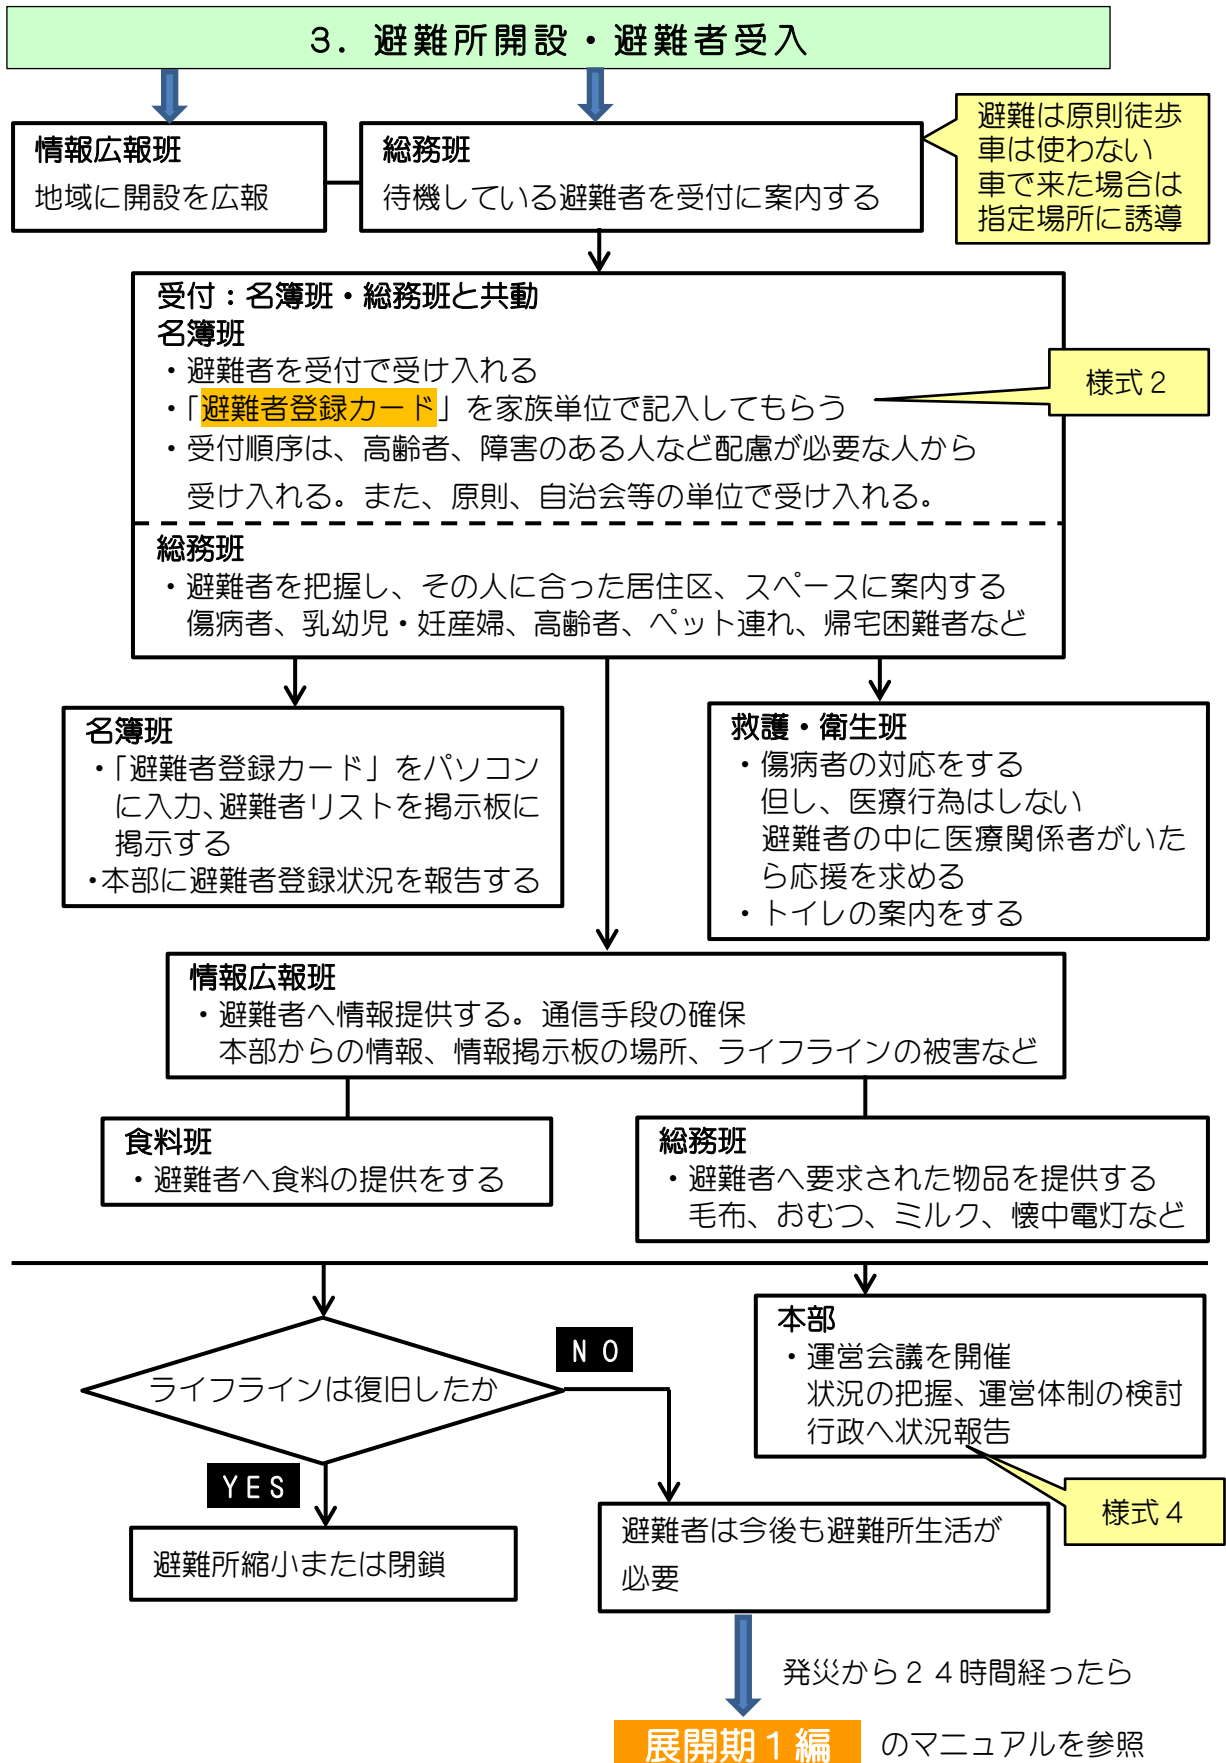 ３．避難所開設・避難者受入
情報広報班
地域に開設を広報
総務班
待機している避難者を受付に案内する
避難は原則徒歩
車は使わない
車で来た場合は
指定場所に誘導
受付：名簿班・総務班と共動
名簿班
・避難者を受付で受け入れる
・「避難者登録カード」を家族単位で記入してもらう
・受付順序は、高齢者、障害のある人など配慮が必要な人から
受け入れる。また、原則、自治会等の単位で受け入れる。
様式２
総務班
・避難者を把握し、その人に合った居住区、スペースに案内する
傷病者、乳幼児・妊産婦、高齢者、ペット連れ、帰宅困難者など
名簿班
・「避難者登録カード」をパソコン
に入力、避難者リストを掲示板に
掲示する
・本部に避難者登録状況を報告する
救護・衛生班
・傷病者の対応をする
但し、医療行為はしない
避難者の中に医療関係者がいた
ら応援を求める
・トイレの案内をする
情報広報班
・避難者へ情報提供する。通信手段の確保
本部からの情報、情報掲示板の場所、ライフラインの被害など
食料班
・避難者へ食料の提供をする
総務班
・避難者へ要求された物品を提供する
毛布、おむつ、ミルク、懐中電灯など
ライフラインは復旧したか
ＮＯ
ＹＥＳ
本部
・運営会議を開催
状況の把握、運営体制の検討
行政へ状況報告
様式４
避難所縮小または閉鎖
避難者は今後も避難所生活が
必要
発災から２４時間経ったら
展開期１編 のマニュアルを参照